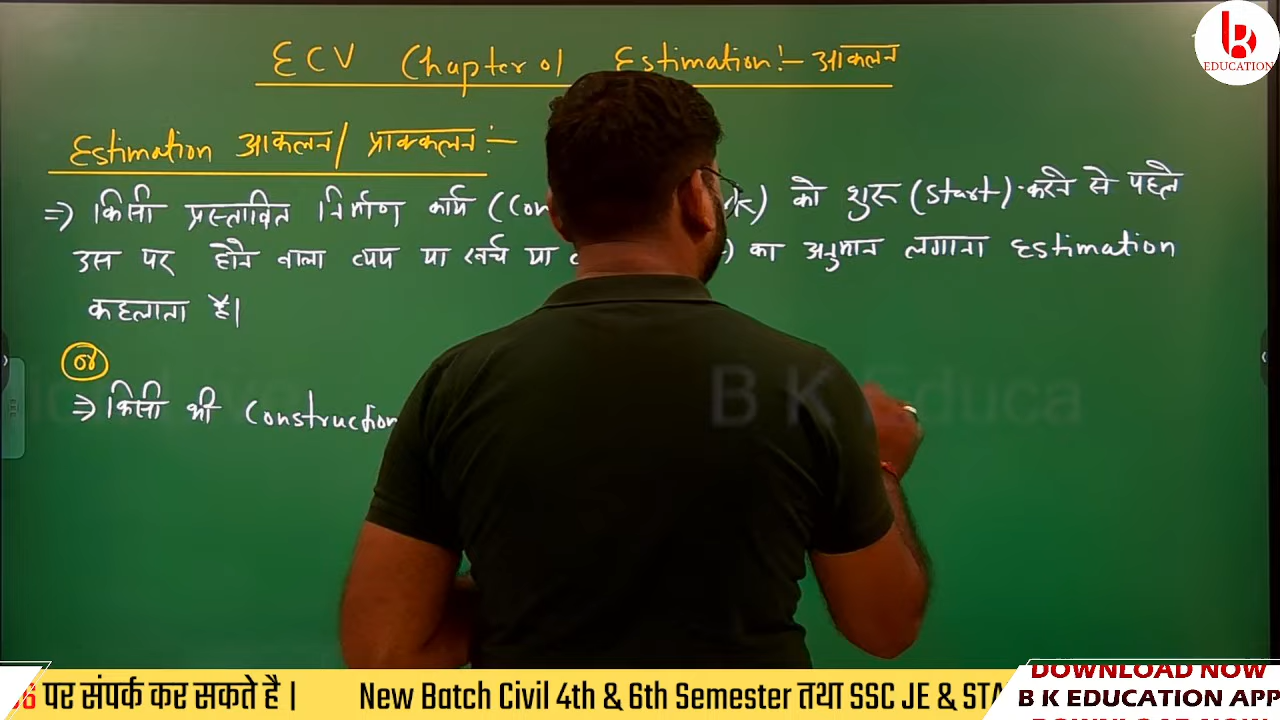 ECV Chapter 01 Estimation:- आकलन
EDUCATION
Estimation आकलन/ प्राक्कलन:-
⇒ किसी प्रस्तावित निर्माण कार्य (Con k) को शुरू (start) करने से पहले
उस पर होने वाला व्यय या खर्च या का अनुमान लगाना Estimation
कहलाता है।
or
⇒ किसी भी Construction
B K Educa
पर संपर्क कर सकते है । New Batch Civil 4th & 6th Semester तथा SSC JE & STA
DOWNLOAD NOW
B K EDUCATION APP
DOWNLOAD NOW